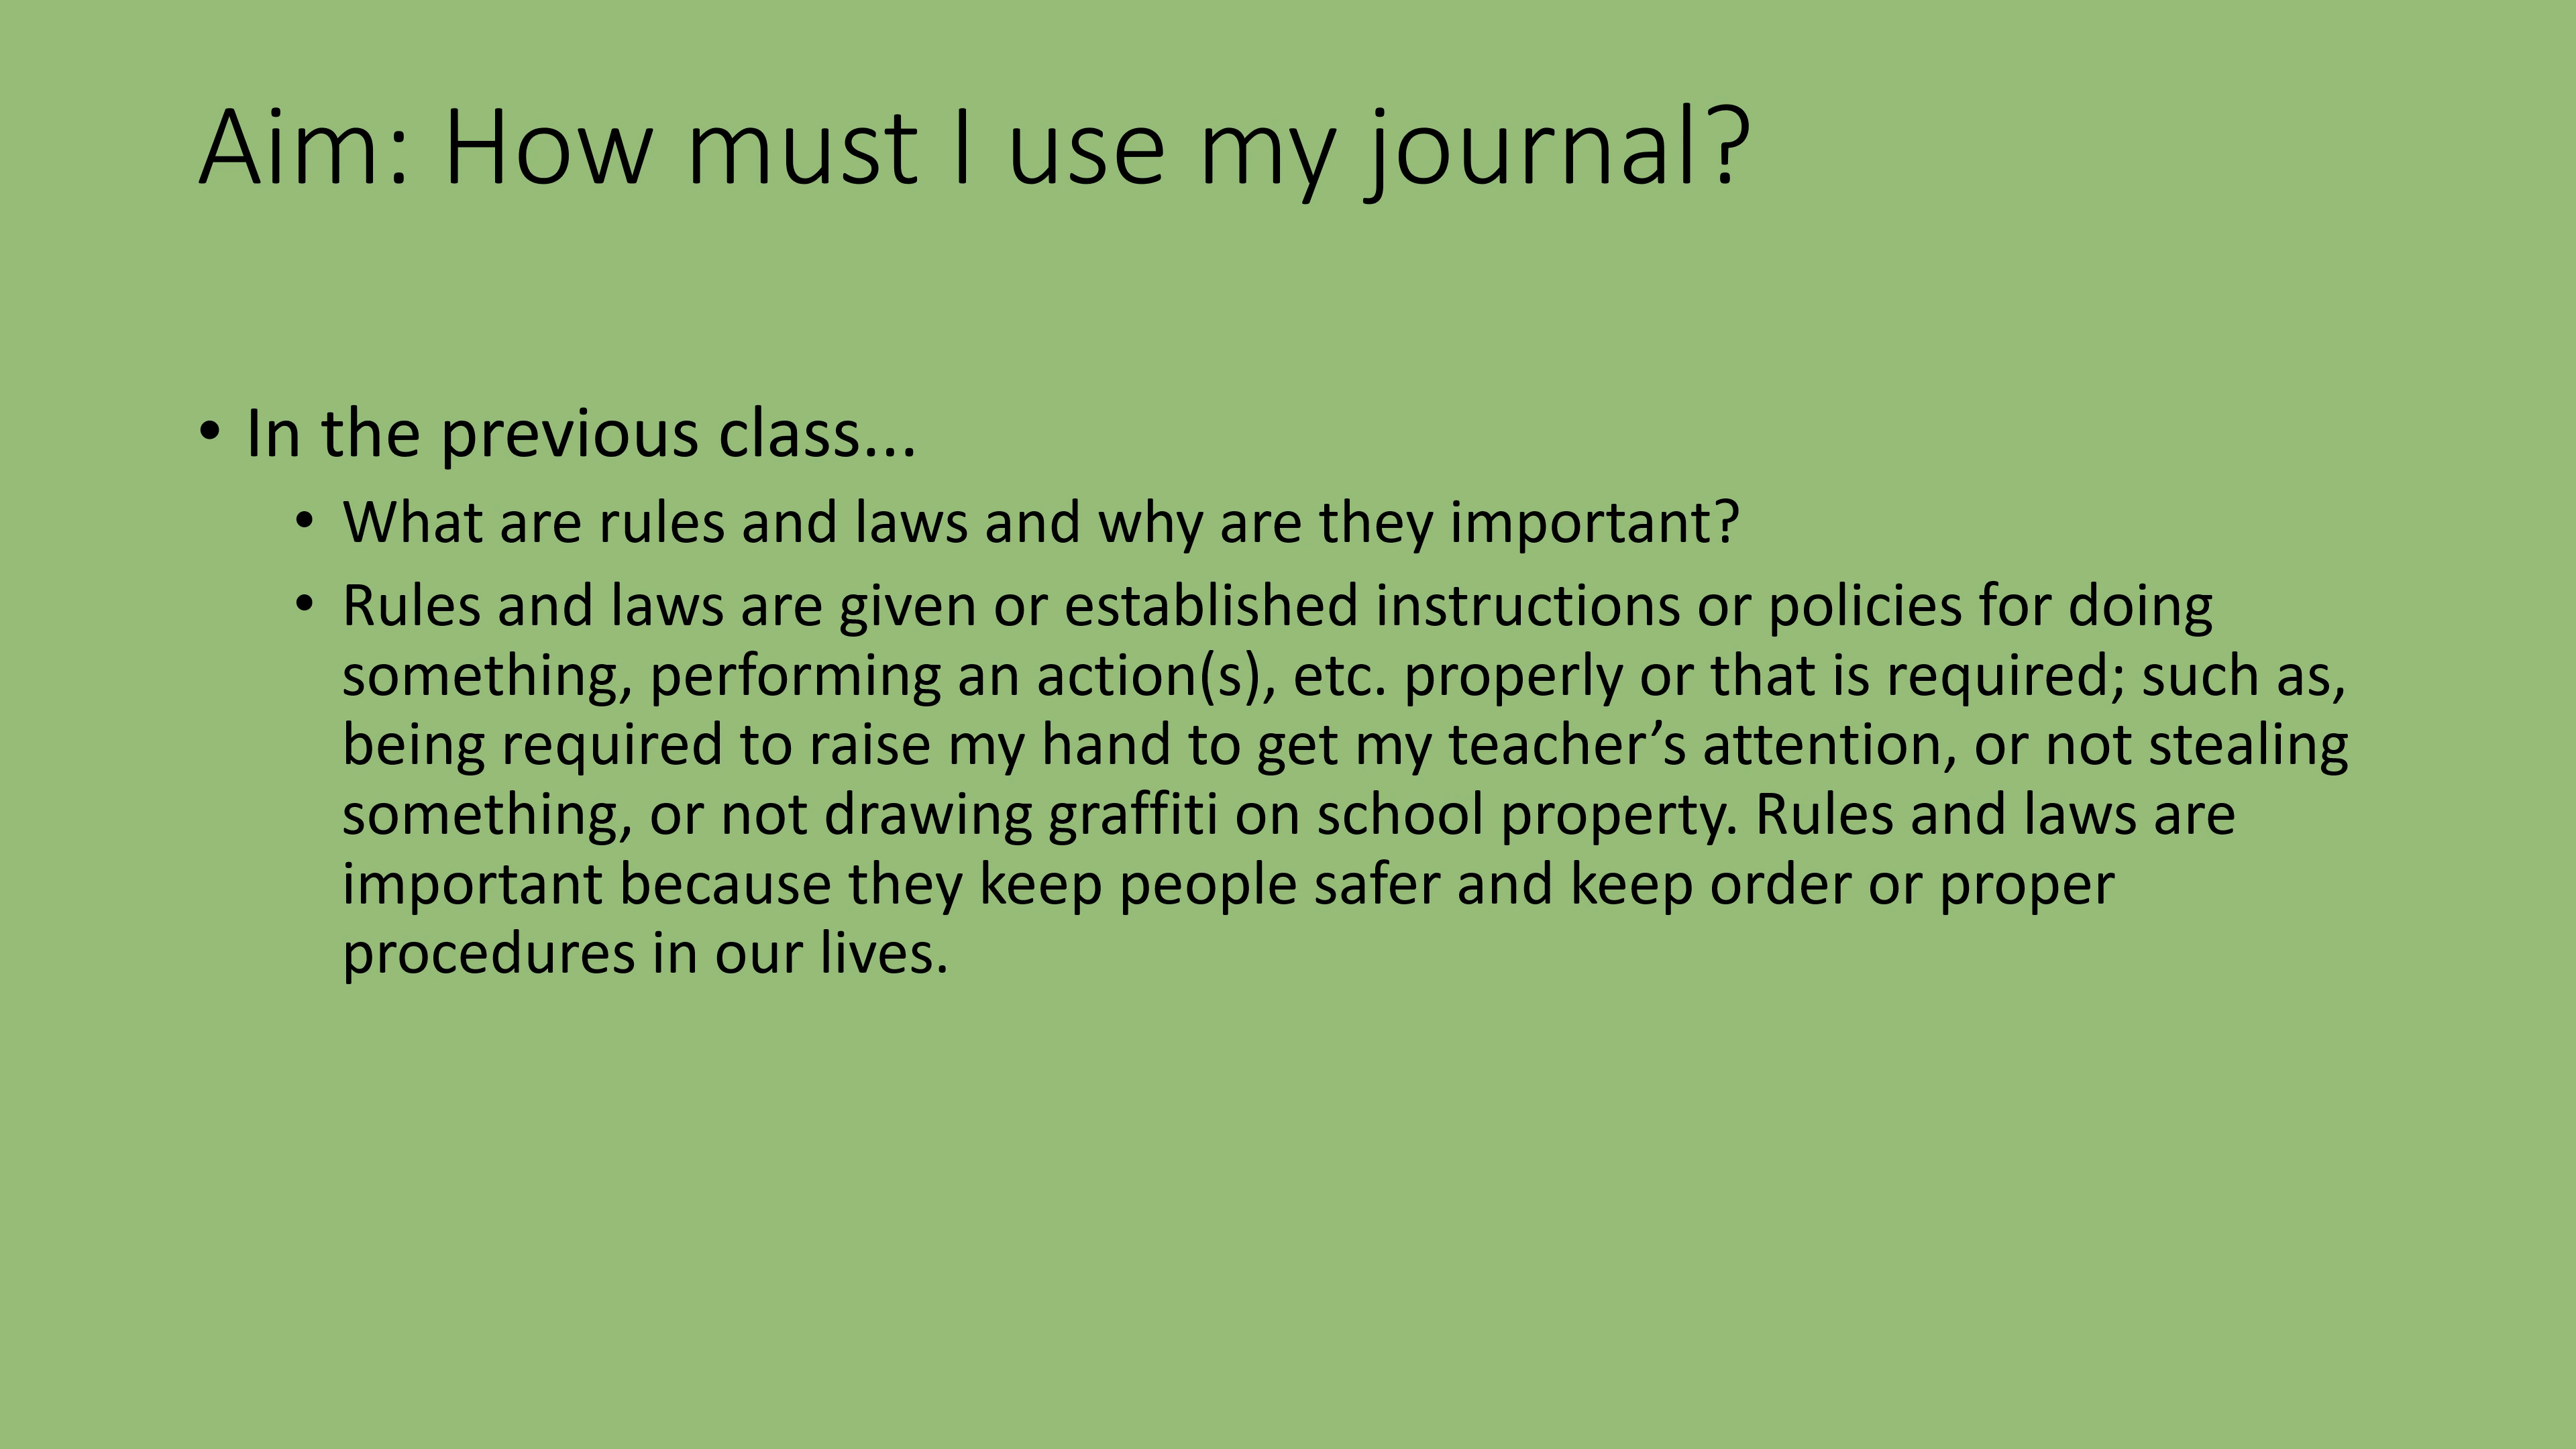 Aim: How must I use my journal?
• In the previous class...
• What are rules and laws and why are they important?
• Rules and laws are given or established instructions or policies for doing
something, performing an action(s), etc. properly or that is required; such as,
being required to raise my hand to get my teacher’s attention, or not stealing
something, or not drawing graffiti on school property. Rules and laws are
important because they keep people safer and keep order or proper
procedures in our lives.